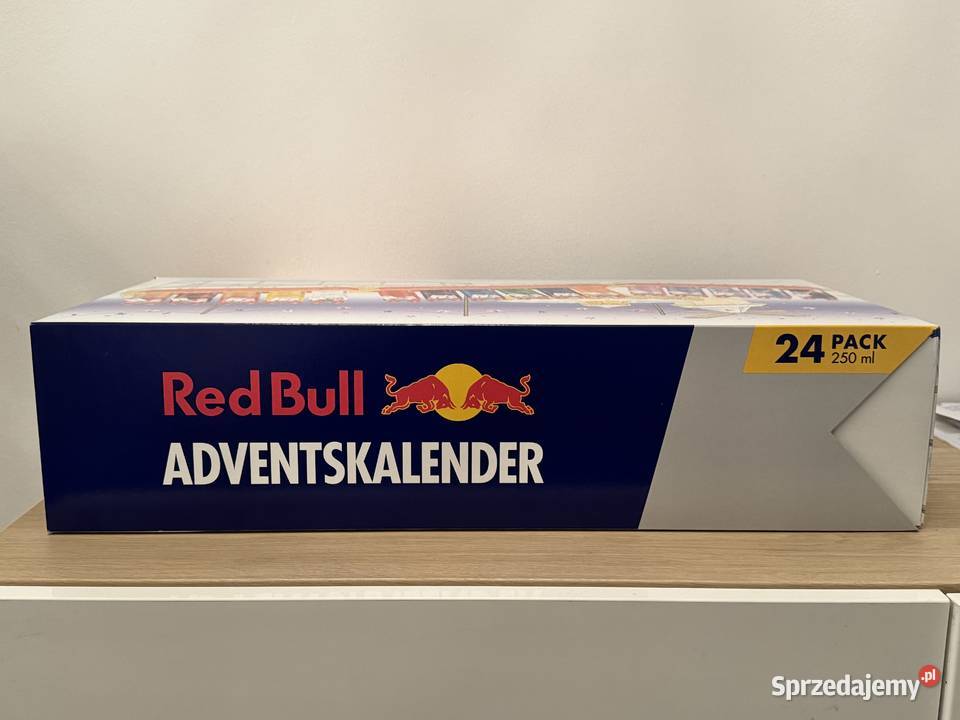 Red Bull
ADVENTSKALENDER
24 PACK
250 ml
Sprzedajemy.pl